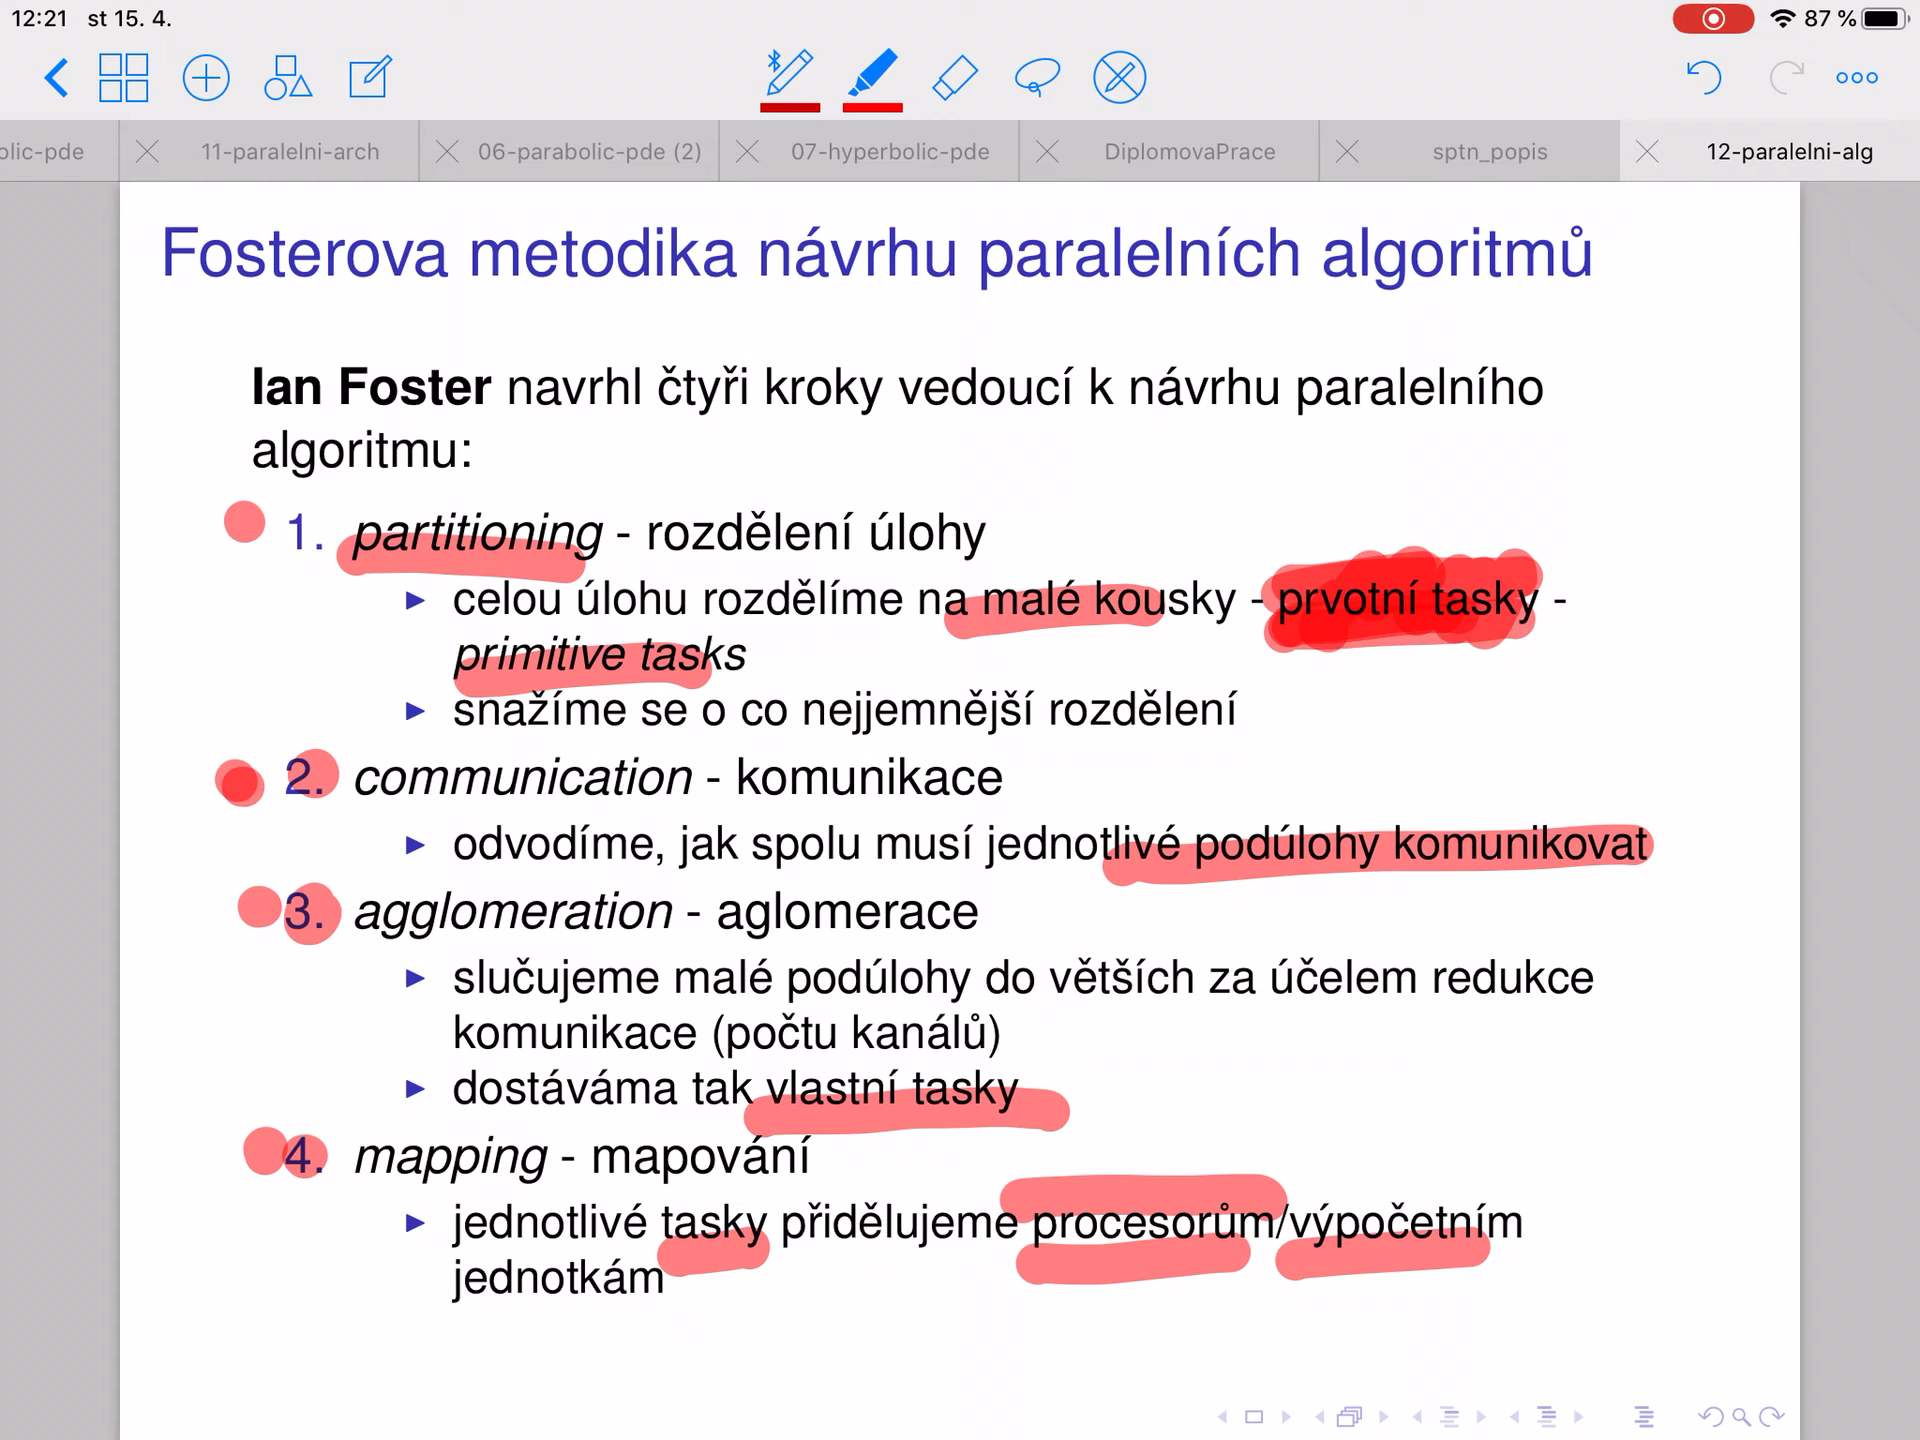 12:21 st 15. 4. 87 %
olic-pde 11-paralelni-arch 06-parabolic-pde (2) 07-hyperbolic-pde DiplomovaPrace sptn_popis 12-paralelni-alg
Fosterova metodika návrhu paralelních algoritmů
Ian Foster navrhl čtyři kroky vedoucí k návrhu paralelního
algoritmu:
1. partitioning - rozdělení úlohy
celou úlohu rozdělíme na malé kousky - prvotní tasky -
primitive tasks
snažíme se o co nejjemnější rozdělení
2. communication - komunikace
odvodíme, jak spolu musí jednotlivé podúlohy komunikovat
3. agglomeration - aglomerace
slučujeme malé podúlohy do větších za účelem redukce
komunikace (počtu kanálů)
dostáváma tak vlastní tasky
4. mapping - mapování
jednotlivé tasky přidělujeme procesorům/výpočetním
jednotkám